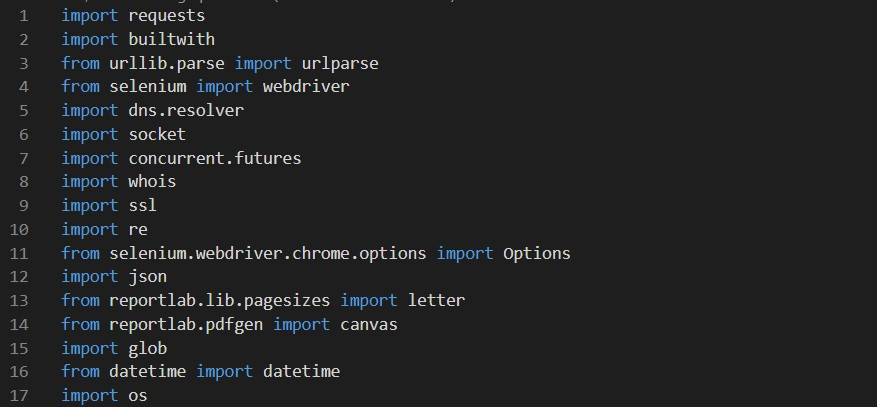 1 import requests
2 import builtwith
3 from urllib.parse import urlparse
4 from selenium import webdriver
5 import dns.resolver
6 import socket
7 import concurrent.futures
8 import whois
9 import ssl
10 import re
11 from selenium.webdriver.chrome.options import Options
12 import json
13 from reportlab.lib.pagesizes import letter
14 from reportlab.pdfgen import canvas
15 import glob
16 from datetime import datetime
17 import os